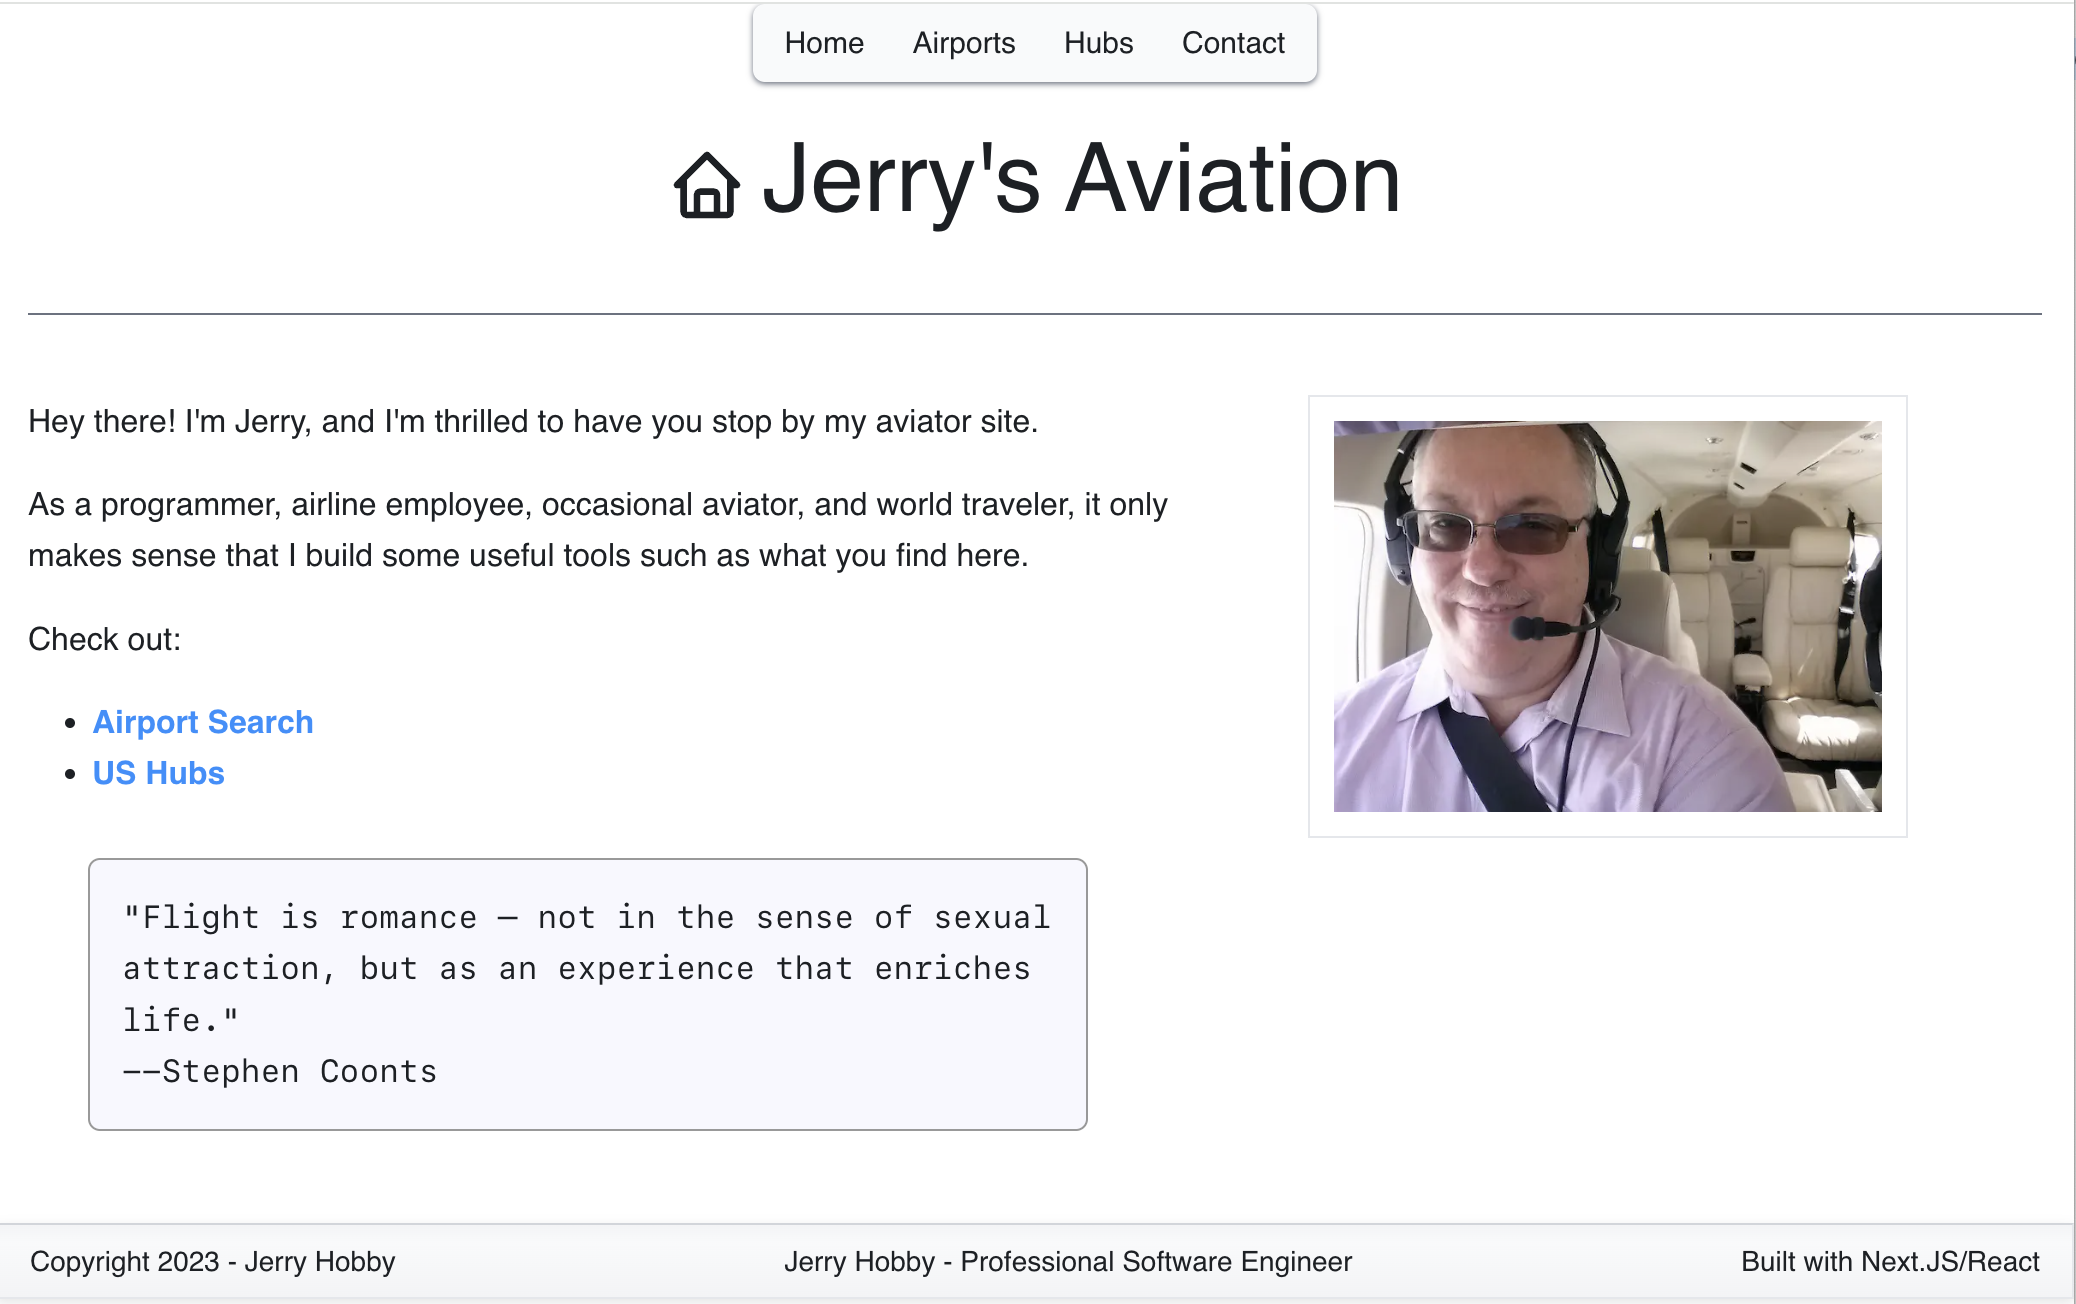 Home Airports Hubs Contact
Jerry's Aviation
Hey there! I'm Jerry, and I'm thrilled to have you stop by my aviator site.
As a programmer, airline employee, occasional aviator, and world traveler, it only
makes sense that I build some useful tools such as what you find here.
Check out:
• Airport Search
• US Hubs
"Flight is romance — not in the sense of sexual
attraction, but as an experience that enriches
life."
--Stephen Coonts
Copyright 2023 - Jerry Hobby
Jerry Hobby - Professional Software Engineer
Built with Next.JS/React